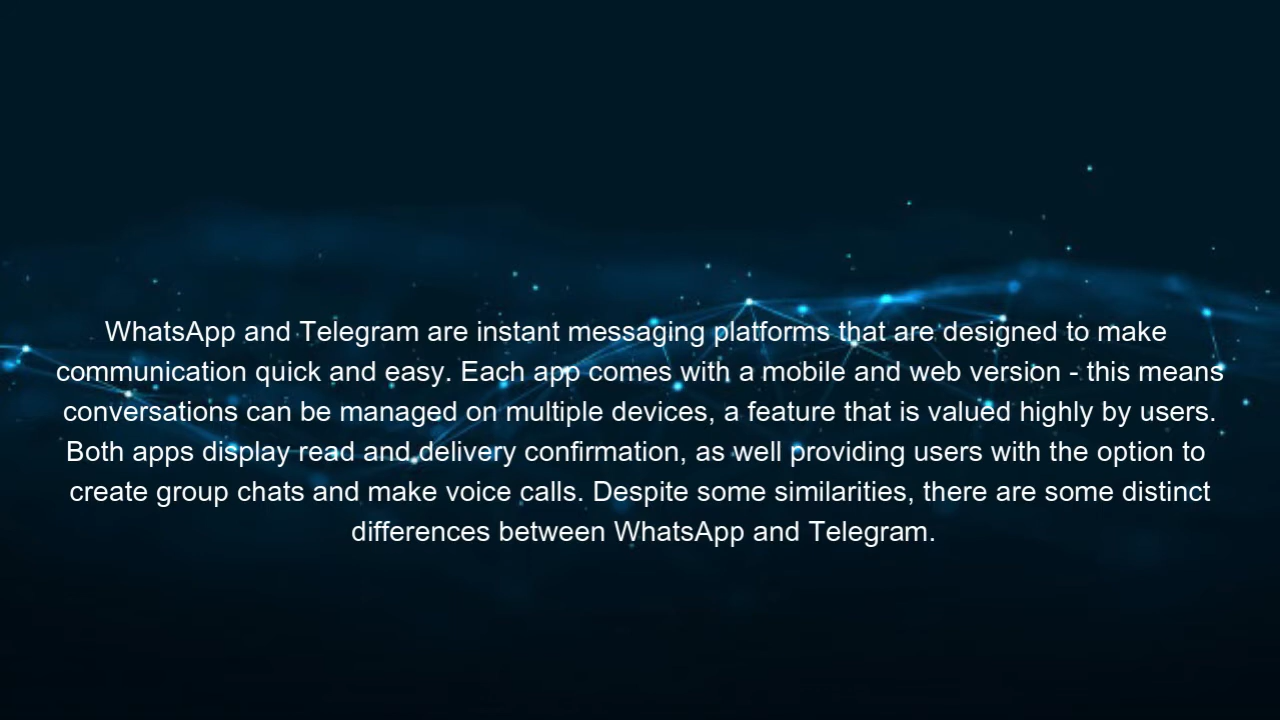 WhatsApp and Telegram are instant messaging platforms that are designed to make
communication quick and easy. Each app comes with a mobile and web version - this means
conversations can be managed on multiple devices, a feature that is valued highly by users.
Both apps display read and delivery confirmation, as well providing users with the option to
create group chats and make voice calls. Despite some similarities, there are some distinct
differences between WhatsApp and Telegram.